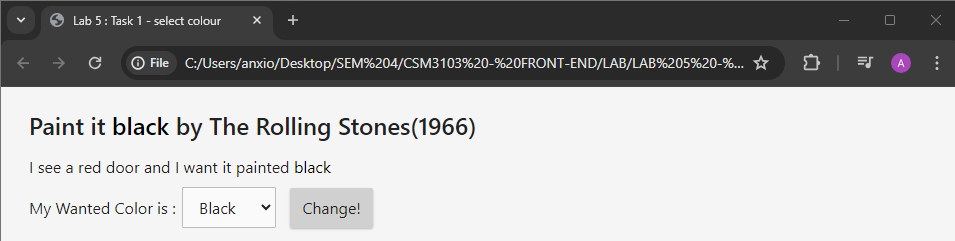 Lab 5 : Task 1 - select colour
File C:/Users/anxio/Desktop/SEM%204/CSM3103%20-%20FRONT-END/LAB/LAB%205%20-%...
A
Paint it black by The Rolling Stones(1966)
I see a red door and I want it painted black
My Wanted Color is : Black Change!